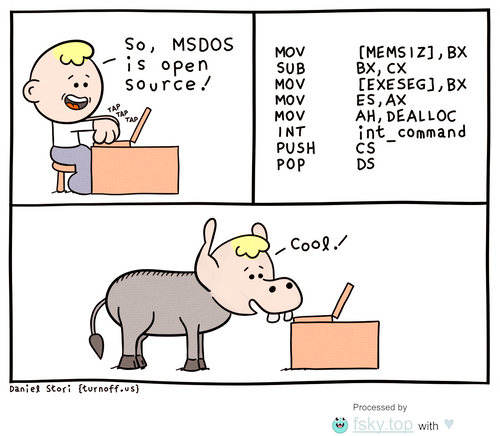 So, MSDOS
is open
source!
TAP
TAP
TAP
MOV [MEMSIZ],BX
SUB BX,CX
MOV [EXESEG],BX
MOV ES,AX
MOV AH,DEALLOC
INT int_command
PUSH CS
POP DS
Cool!
Daniel Stori {turnoff.us}
Processed by
fsky.top with ♥